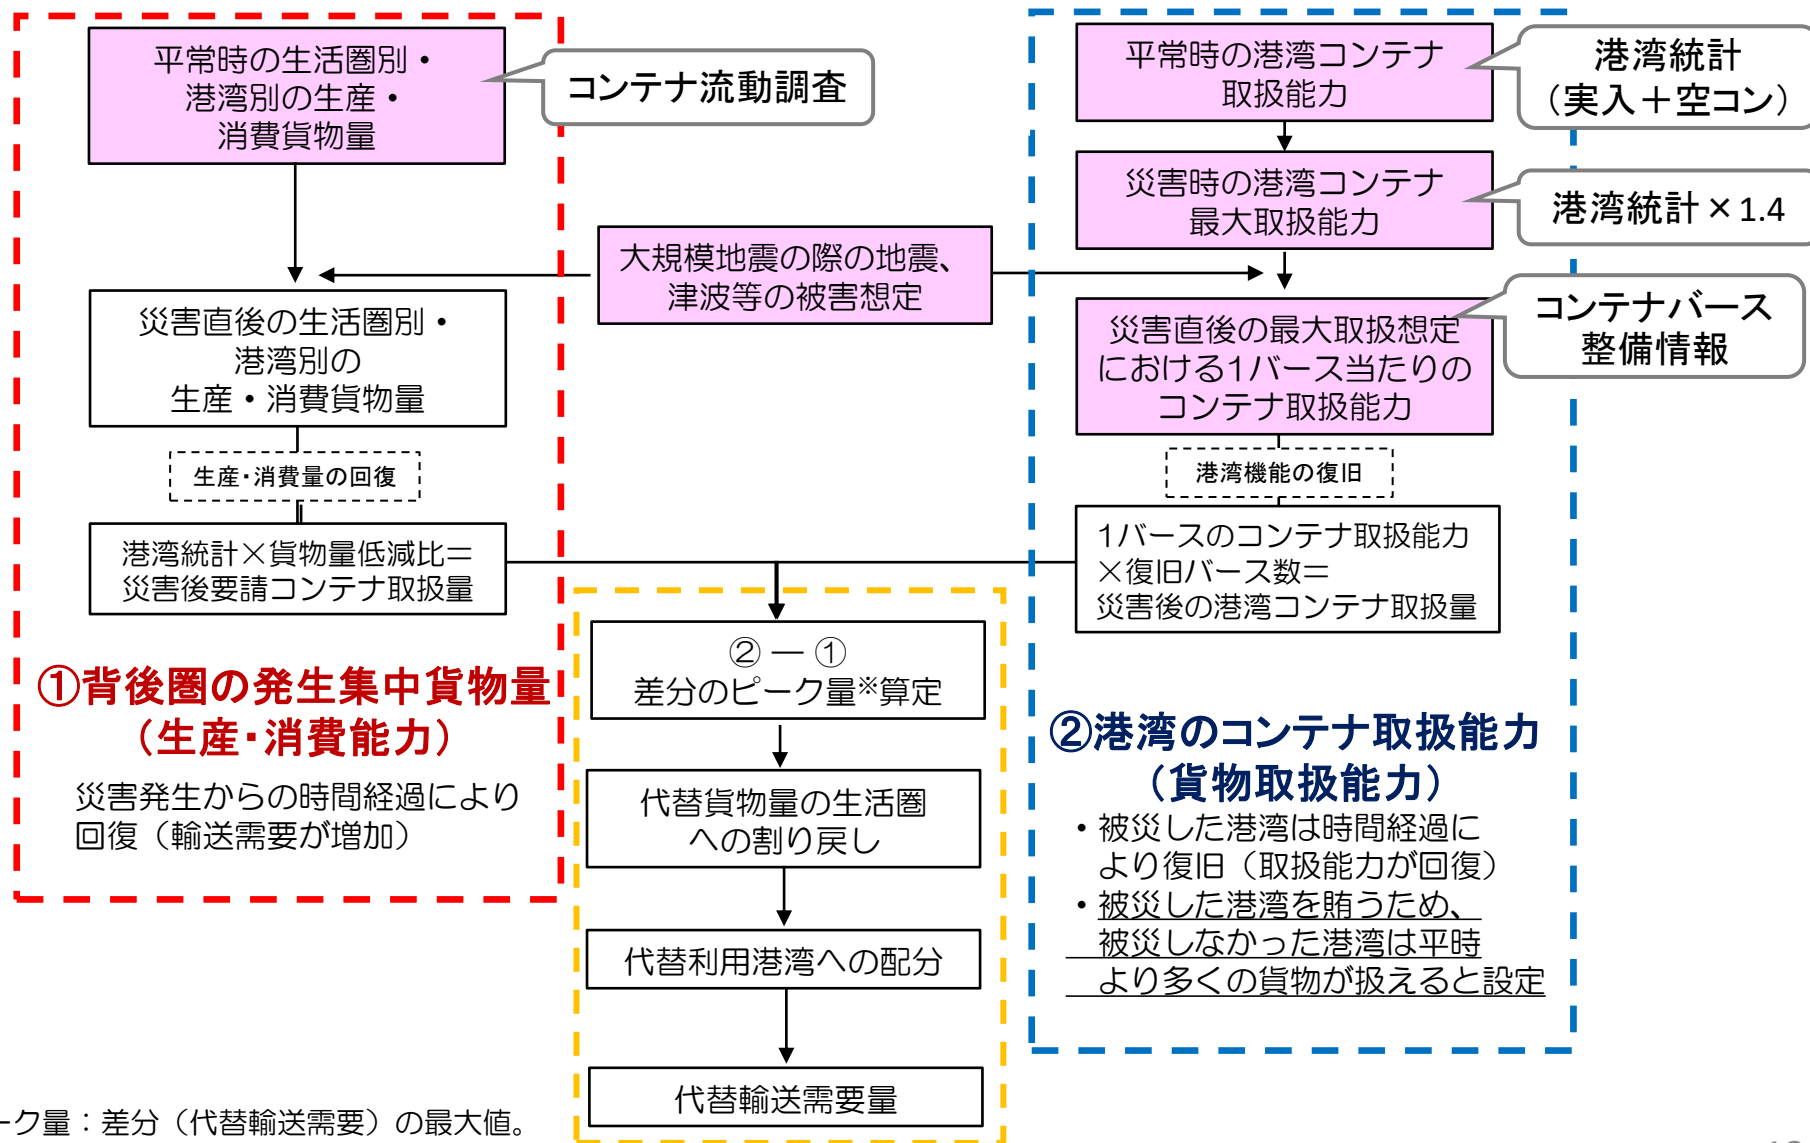 平常時の生活圏別・
港湾別の生産・
消費貨物量
コンテナ流動調査
平常時の港湾コンテナ
取扱能力
港湾統計
（実入＋空コン）
災害時の港湾コンテナ
最大取扱能力
港湾統計×1.4
大規模地震の際の地震、
津波等の被害想定
災害直後の生活圏別・
港湾別の
生産・消費貨物量
災害直後の最大取扱想定
における1バース当たりの
コンテナ取扱能力
コンテナバース
整備情報
生産・消費量の回復
港湾機能の復旧
港湾統計×貨物量低減比＝
災害後要請コンテナ取扱量
1バースのコンテナ取扱能力
×復旧バース数＝
災害後の港湾コンテナ取扱量
①背後圏の発生集中貨物量
（生産・消費能力）
災害発生からの時間経過により
回復（輸送需要が増加）
② ― ①
差分のピーク量※算定
代替貨物量の生活圏
への割り戻し
代替利用港湾への配分
代替輸送需要量
②港湾のコンテナ取扱能力
（貨物取扱能力）
・被災した港湾は時間経過に
より復旧（取扱能力が回復）
・被災した港湾を賄うため、
被災しなかった港湾は平時
より多くの貨物が扱えると設定
ーク量：差分（代替輸送需要）の最大値。